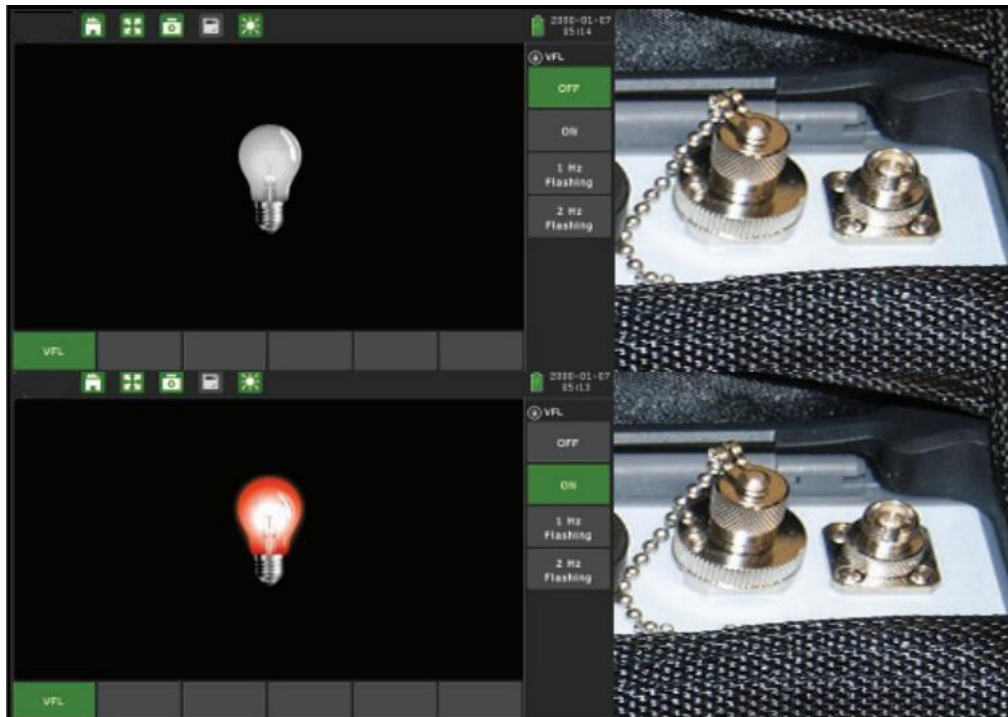 2000-01-07
05:14
VFL
OFF
ON
1 Hz
Flashing
2 Hz
Flashing
VFL
2000-01-07
05:13
VFL
OFF
ON
1 Hz
Flashing
2 Hz
Flashing
VFL